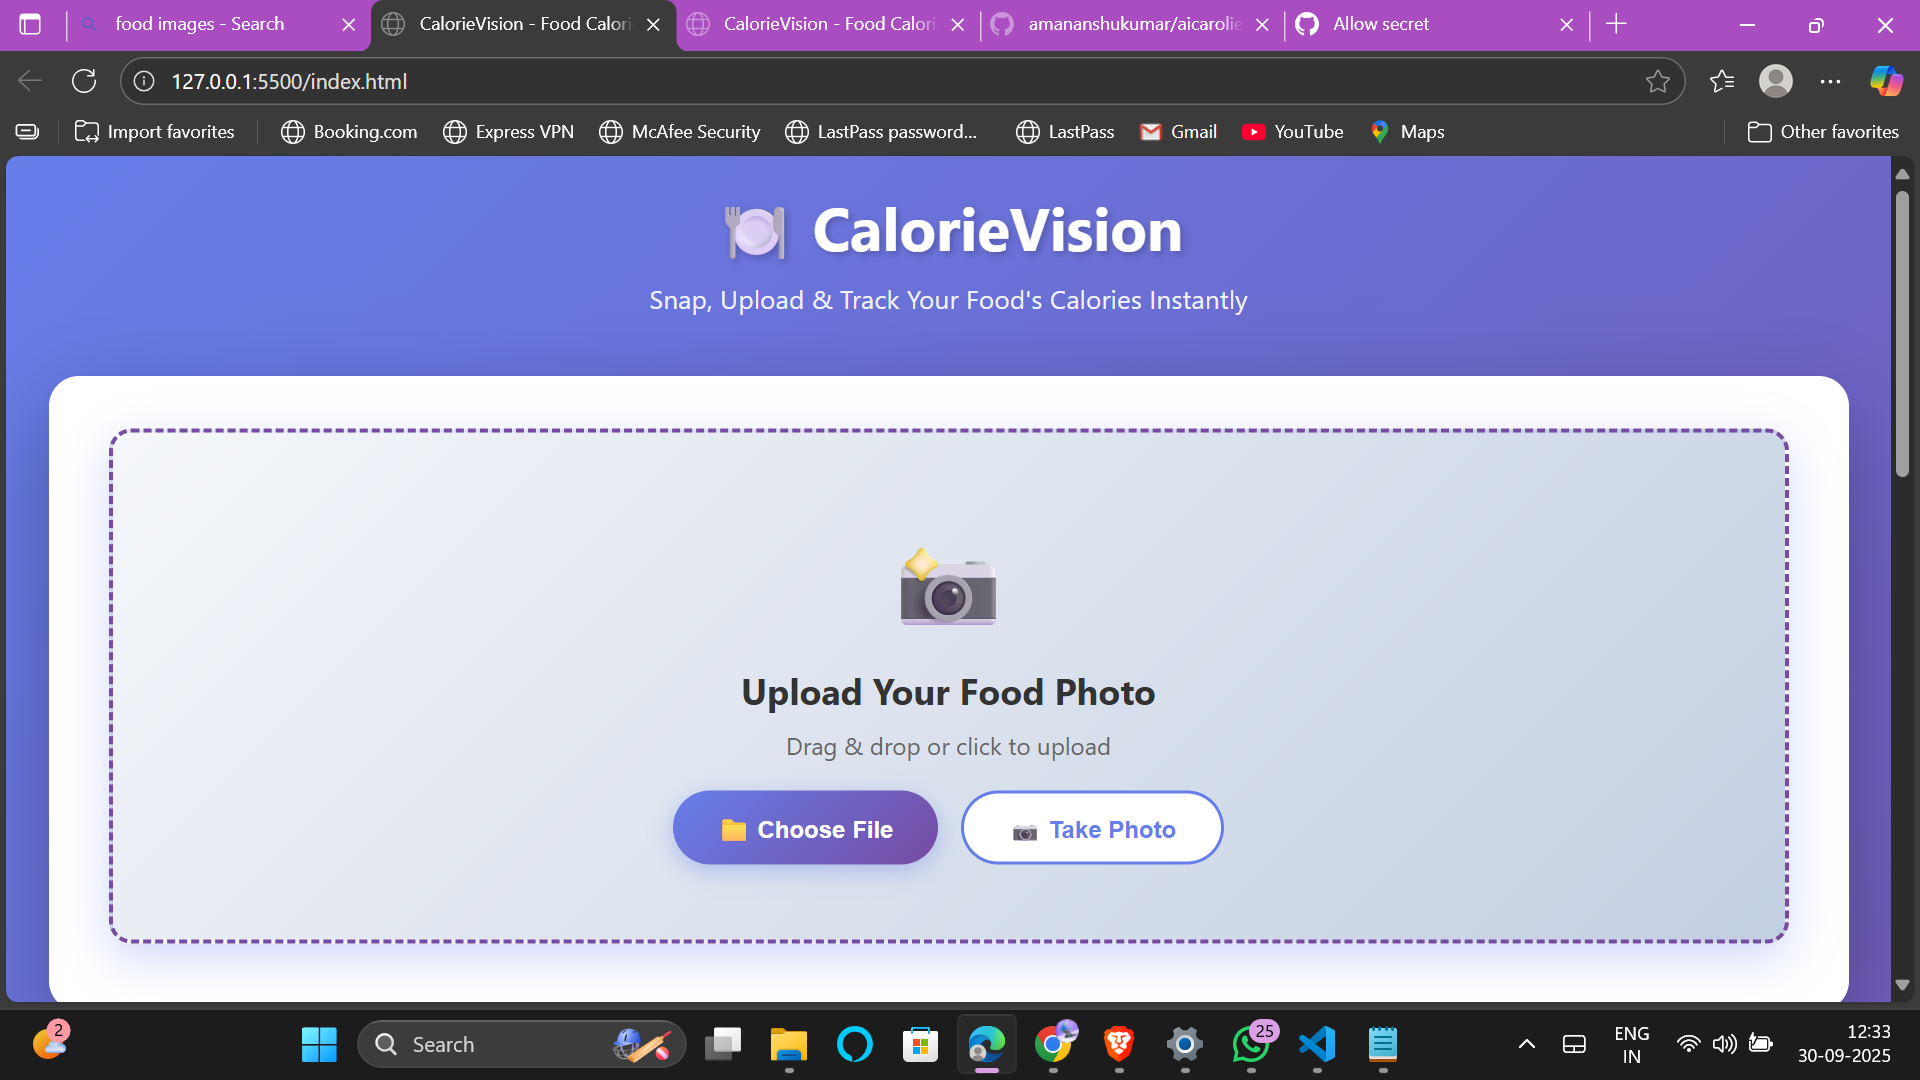 food images - Search
CalorieVision - Food Calori
CalorieVision - Food Calori
amananshukumar/aicarolie
Allow secret
127.0.0.1:5500/index.html
Import favorites
Booking.com
Express VPN
McAfee Security
LastPass password...
LastPass
Gmail
YouTube
Maps
Other favorites
CalorieVision
Snap, Upload & Track Your Food's Calories Instantly
Upload Your Food Photo
Drag & drop or click to upload
Choose File
Take Photo
2
Search
25
ENG
IN
12:33
30-09-2025